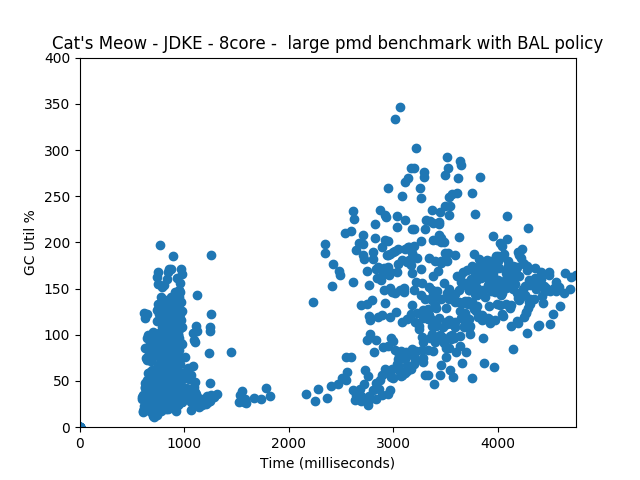 Cat's Meow - JDKE - 8core -  large pmd benchmark with BAL policy
400
350
300
250
200
150
100
50
0
GC Util %
0 1000 2000 3000 4000
Time (milliseconds)